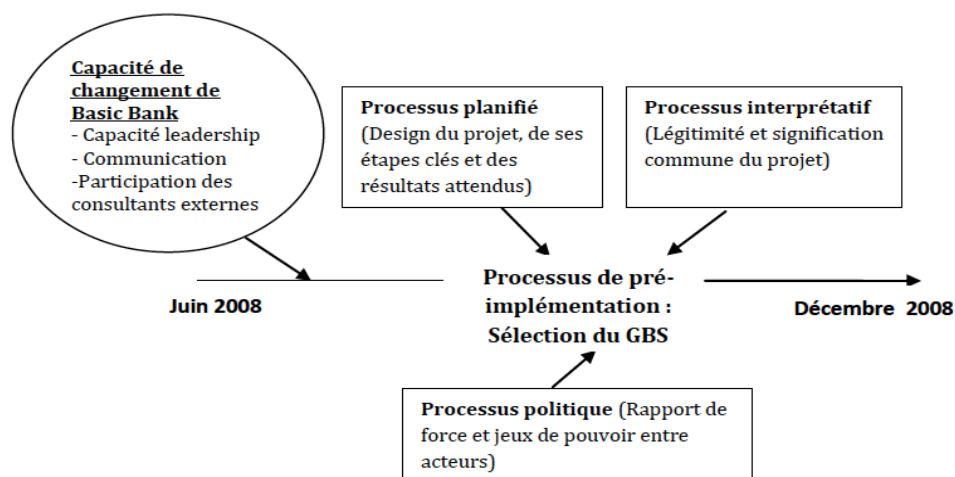 Capacité de
changement de
Basic Bank
- Capacité leadership
- Communication
-Participation des
consultants externes
Processus planifié
(Design du projet, de ses
étapes clés et des
résultats attendus)
Processus interprétatif
(Légitimité et signification
commune du projet)
Juin 2008
Processus de pré-
implémentation :
Sélection du GBS
Décembre 2008
Processus politique (Rapport de
force et jeux de pouvoir entre
acteurs)